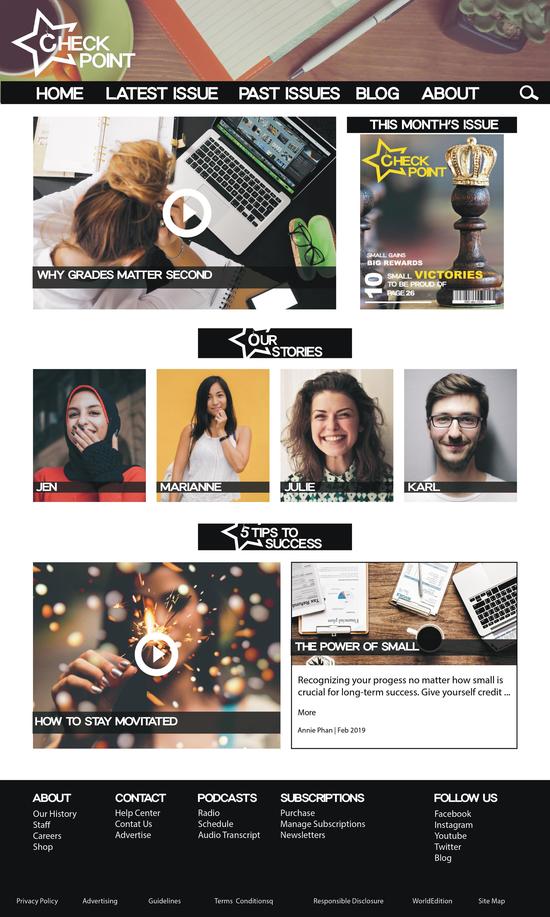 CHECK
POINT
HOME LATEST ISSUE PAST ISSUES BLOG ABOUT
THIS MONTH'S ISSUE
CHECK
POINT
SMALL GAINS
BIG REWARDS
10 SMALL VICTORIES
TO BE PROUD OF
PAGE 26
WHY GRADES MATTER SECOND
OUR
STORIES
JEN
MARIANNE
JULIE
KARL
5 TIPS TO
SUCCESS
HOW TO STAY MOVITATED
THE POWER OF SMALL
Recognizing your progess no matter how small is
crucial for long-term success. Give yourself credit ...
More
Annie Phan | Feb 2019
ABOUT
Our History
Staff
Careers
Shop
CONTACT
Help Center
Contat Us
Advertise
PODCASTS
Radio
Schedule
Audio Transcript
SUBSCRIPTIONS
Purchase
Manage Subscriptions
Newsletters
FOLLOW US
Facebook
Instagram
Youtube
Twitter
Blog
Privacy Policy Advertising Guidelines Terms Conditionsq Responsible Disclosure WorldEdition Site Map